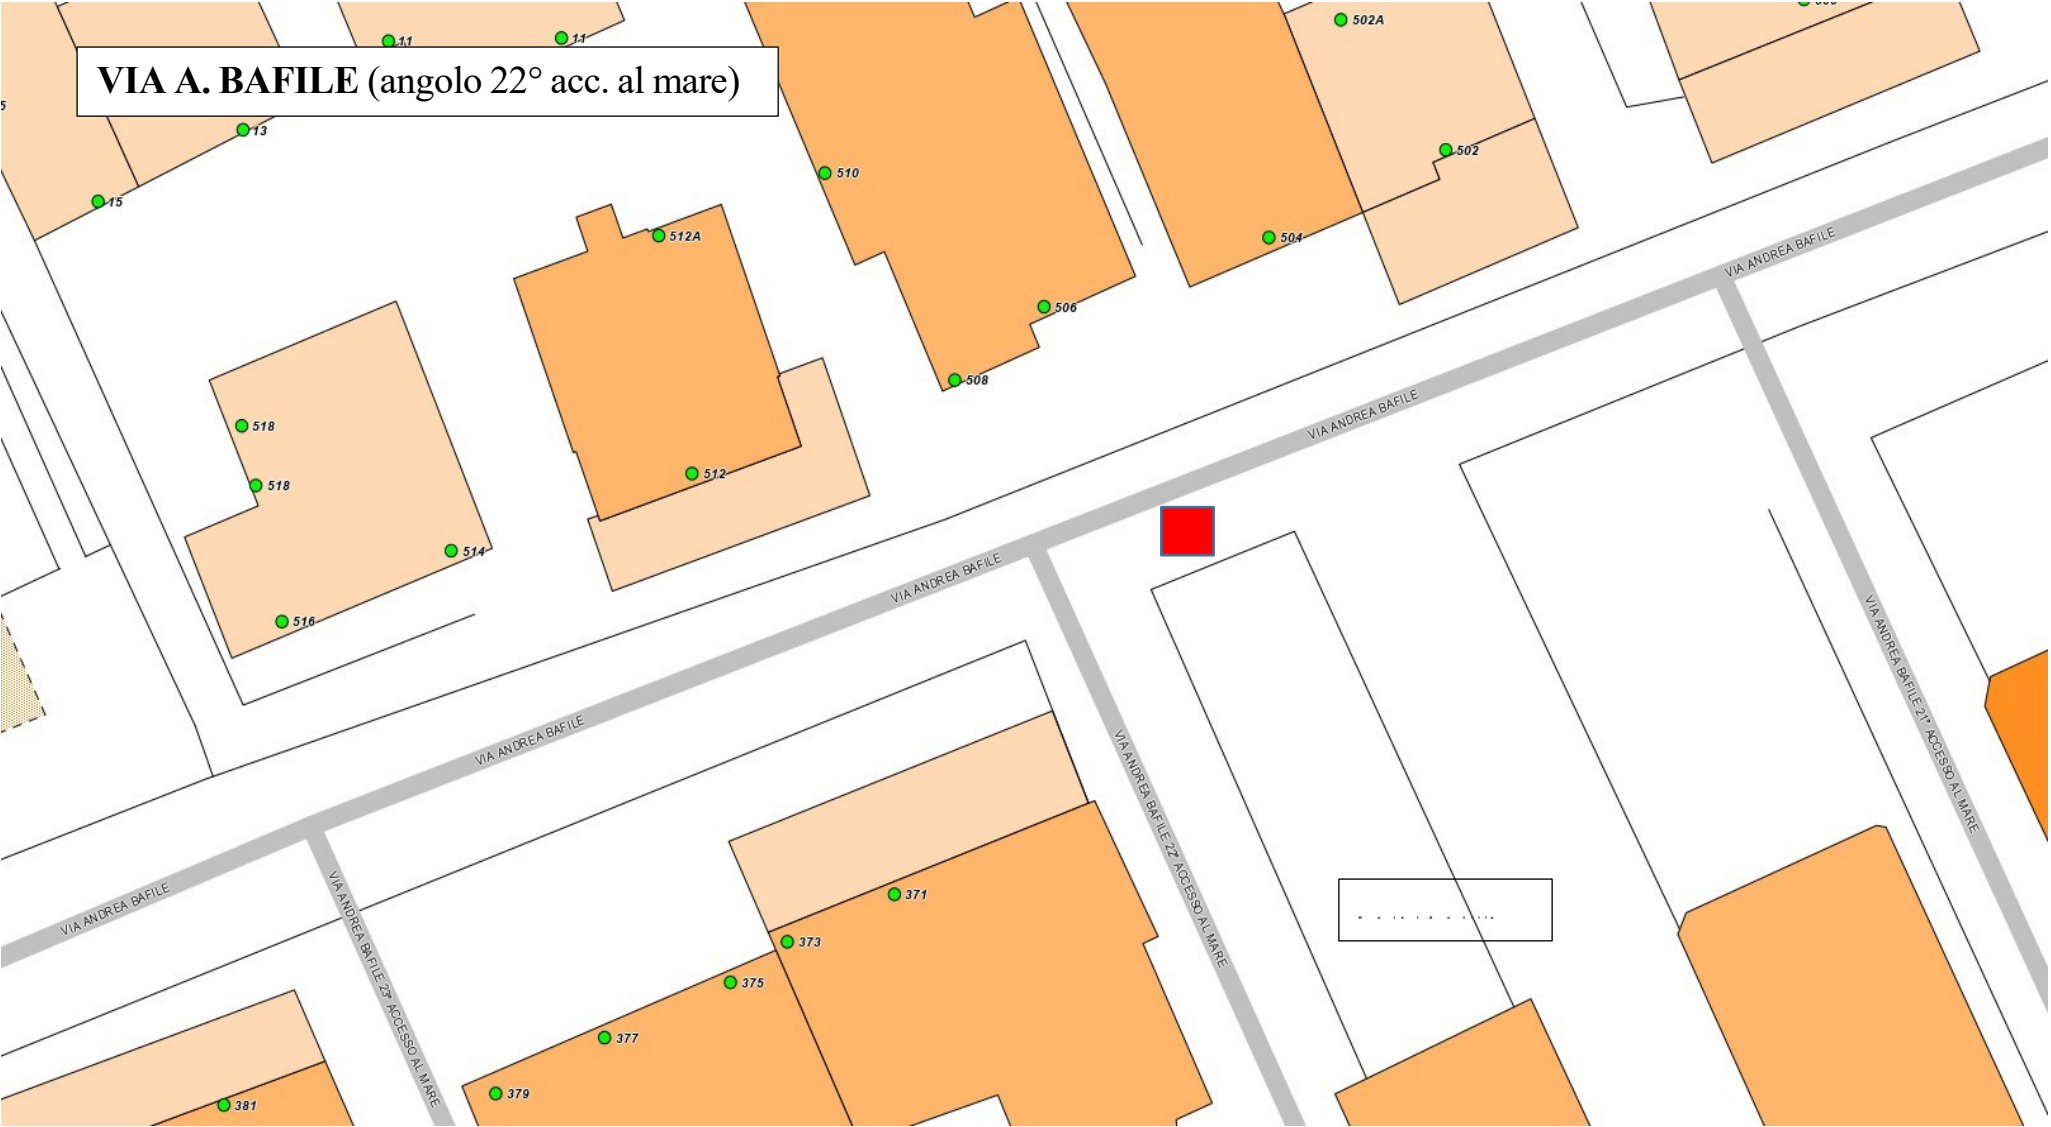 502A
11
11
VIA A. BAFILE (angolo 22° acc. al mare)
13
502
510
15
512A
504
VIA ANDREA BAFILE
506
508
VIA ANDREA BAFILE
518
512
518
514
VIA ANDREA BAFILE
516
VIA ANDREA BAFILE 21° ACCESSO AL MARE
VIA ANDREA BAFILE
VIA ANDREA BAFILE 22° ACCESSO AL MARE
VIA ANDREA BAFILE
VIA ANDREA BAFILE 23° ACCESSO AL MARE
371
373
375
377
379
381